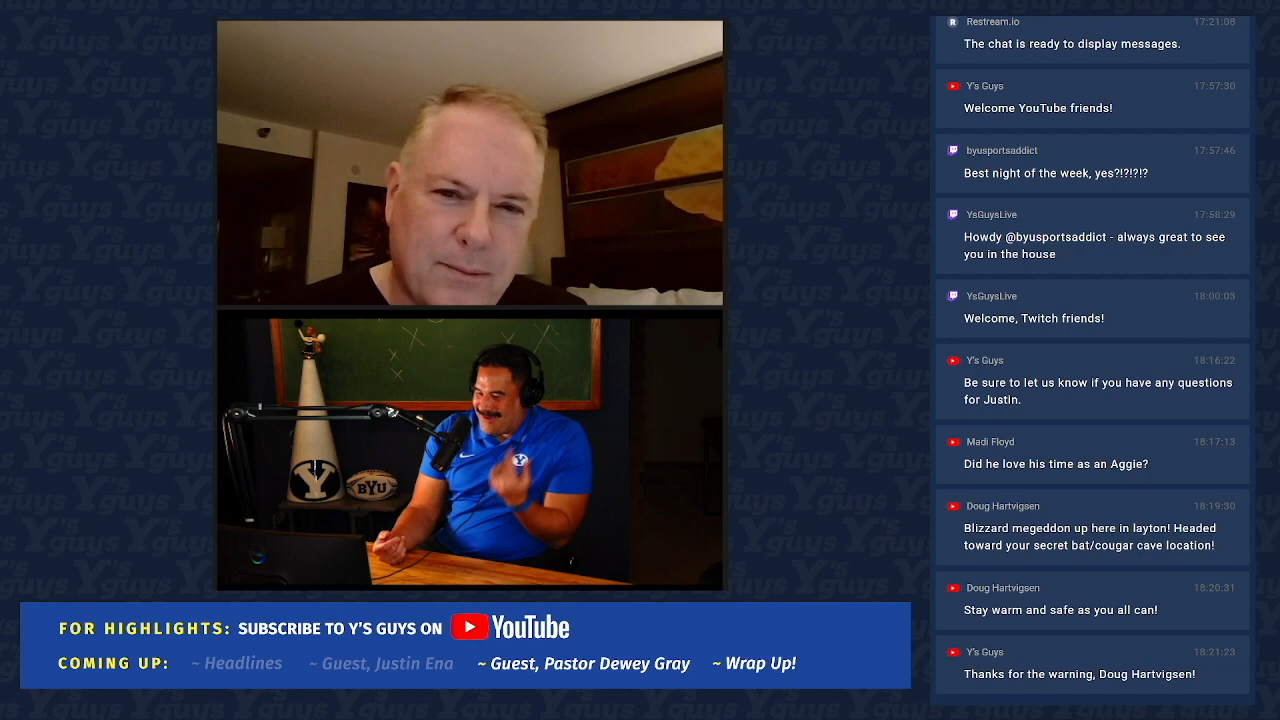 Restream.io 17:21:08
The chat is ready to display messages.
Y's Guys 17:57:30
Welcome YouTube friends!
byusportsaddict 17:57:46
Best night of the week, yes?!?!?!?
YsGuysLive 17:58:29
Howdy @byusportsaddict - always great to see
you in the house
YsGuysLive 18:00:03
Welcome, Twitch friends!
Y's Guys 18:16:22
Be sure to let us know if you have any questions
for Justin.
Madi Floyd 18:17:13
Did he love his time as an Aggie?
Doug Hartvigsen 18:19:30
Blizzard megeddon up here in layton! Headed
toward your secret bat/cougar cave location!
Doug Hartvigsen 18:20:31
Stay warm and safe as you all can!
Y's Guys 18:21:23
Thanks for the warning, Doug Hartvigsen!
Y
BYU
Y
FOR HIGHLIGHTS: SUBSCRIBE TO Y'S GUYS ON YouTube
COMING UP: ~ Headlines ~ Guest, Justin Ena ~ Guest, Pastor Dewey Gray ~ Wrap Up!